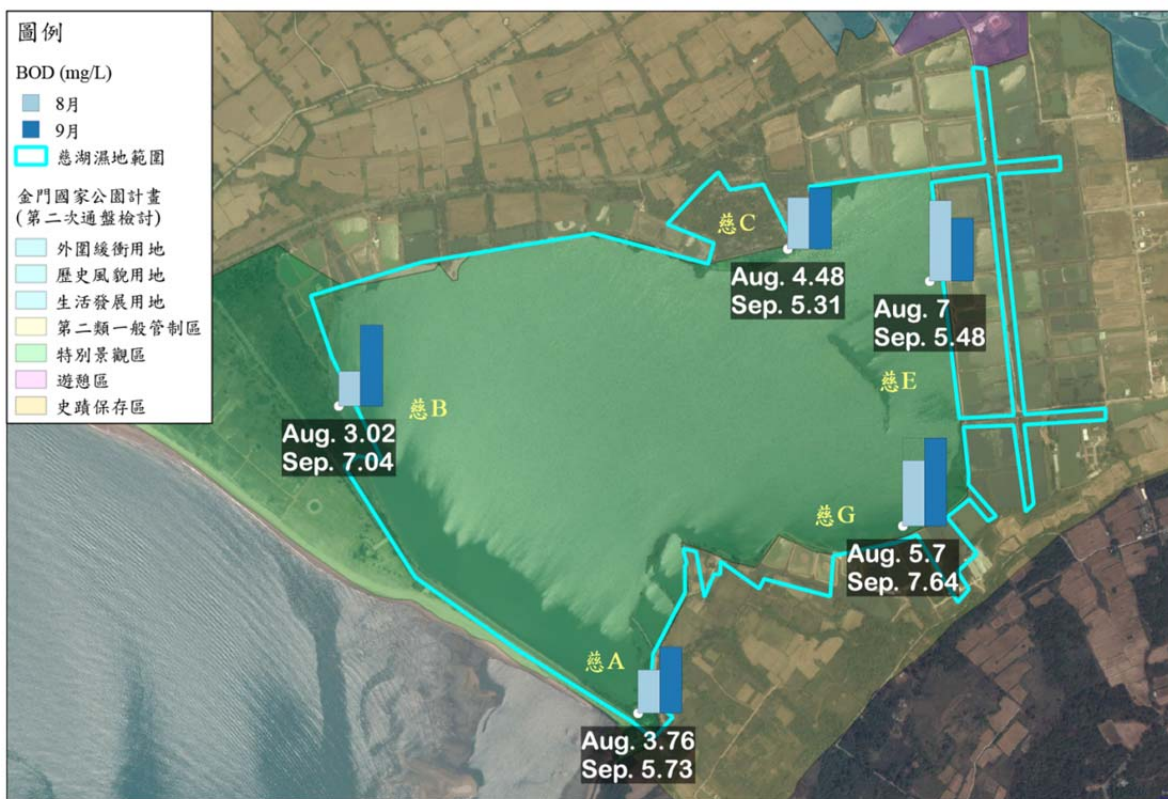 圖例
BOD (mg/L)
8月
9月
慈湖濕地範圍
金門國家公園計畫
(第二次通盤檢討)
外圍緩衝用地
歷史風貌用地
生活發展用地
第二類一般管制區
特別景觀區
遊憩區
史蹟保存區
慈C
Aug. 4.48
Sep. 5.31
Aug. 7
Sep. 5.48
慈E
慈B
Aug. 3.02
Sep. 7.04
慈G
Aug. 5.7
Sep. 7.64
慈A
Aug. 3.76
Sep. 5.73